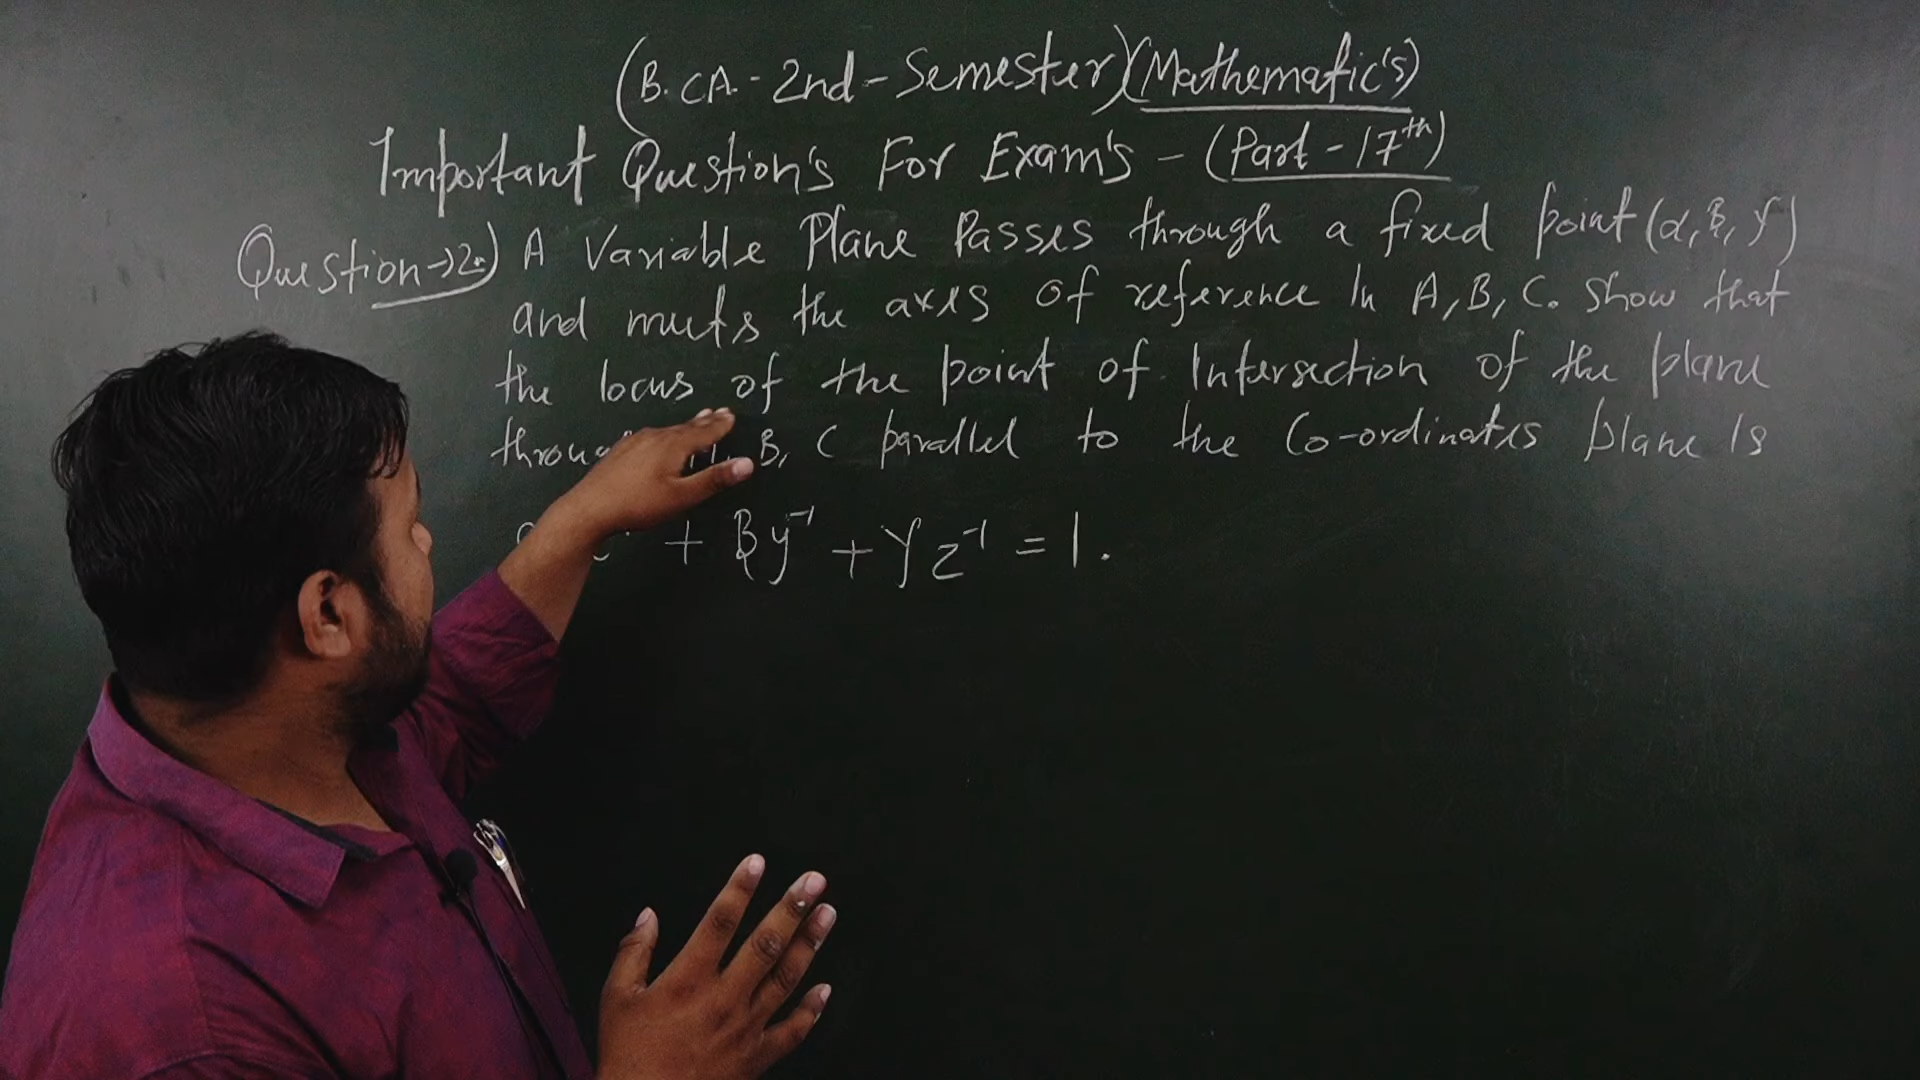 (B.CA.-2nd-Semester)(Mathematic's)
Important Question's For Exam's - (Part-17th)
Question→2.) A Variable Plane Passes through a fixed point (α, β, γ)
and meets the axes of reference In A, B, C. Show that
the locus of the point of Intersection of the plane
B, C parallel to the Co-ordinates plane Is
+ βy⁻¹ + γz⁻¹ = 1.